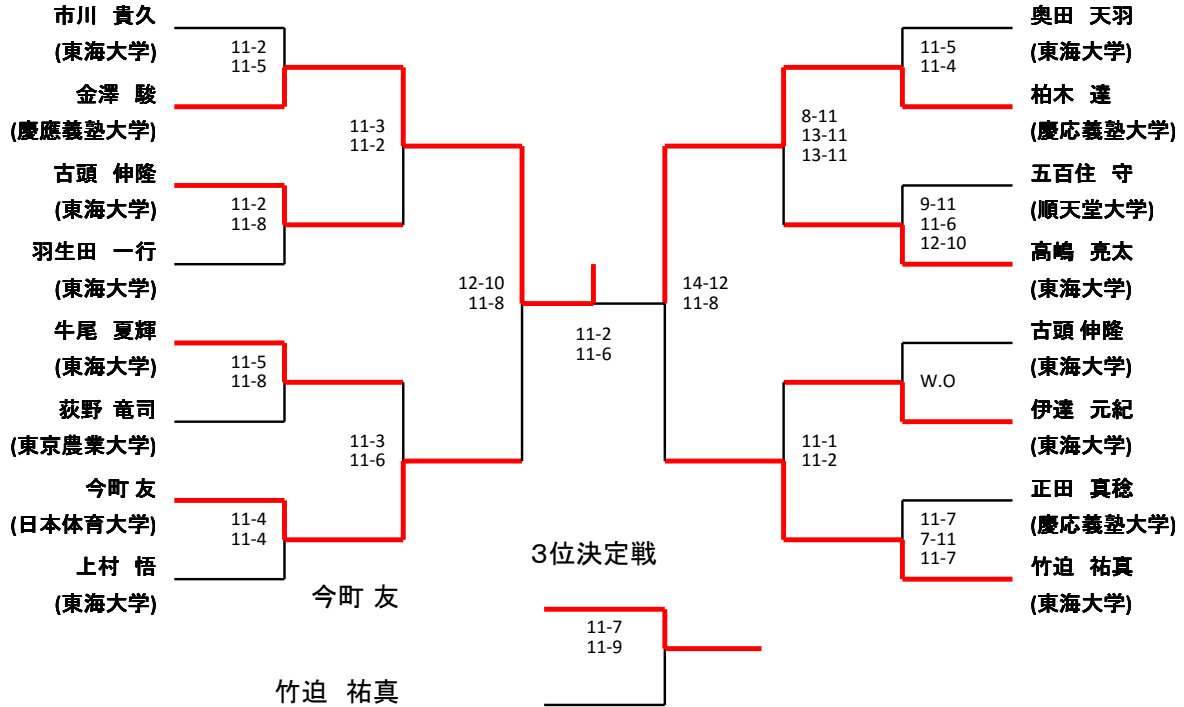 市川 貴久
(東海大学)
11-2
11-5
金澤 駿
(慶應義塾大学)
11-3
11-2
古頭 伸隆
(東海大学)
11-2
11-8
羽生田 一行
(東海大学)
12-10
11-8
牛尾 夏輝
(東海大学)
11-5
11-8
荻野 竜司
(東京農業大学)
11-3
11-6
今町 友
(日本体育大学)
11-4
11-4
上村 悟
(東海大学)
11-2
11-6
奥田 天羽
(東海大学)
11-5
11-4
柏木 達
(慶応義塾大学)
8-11
13-11
13-11
五百住 守
(順天堂大学)
9-11
11-6
12-10
高嶋 亮太
(東海大学)
14-12
11-8
古頭 伸隆
(東海大学)
W.O
伊達 元紀
(東海大学)
11-1
11-2
正田 真稔
(慶応義塾大学)
11-7
7-11
11-7
竹迫 祐真
(東海大学)
3位決定戦
今町 友
11-7
11-9
竹迫 祐真